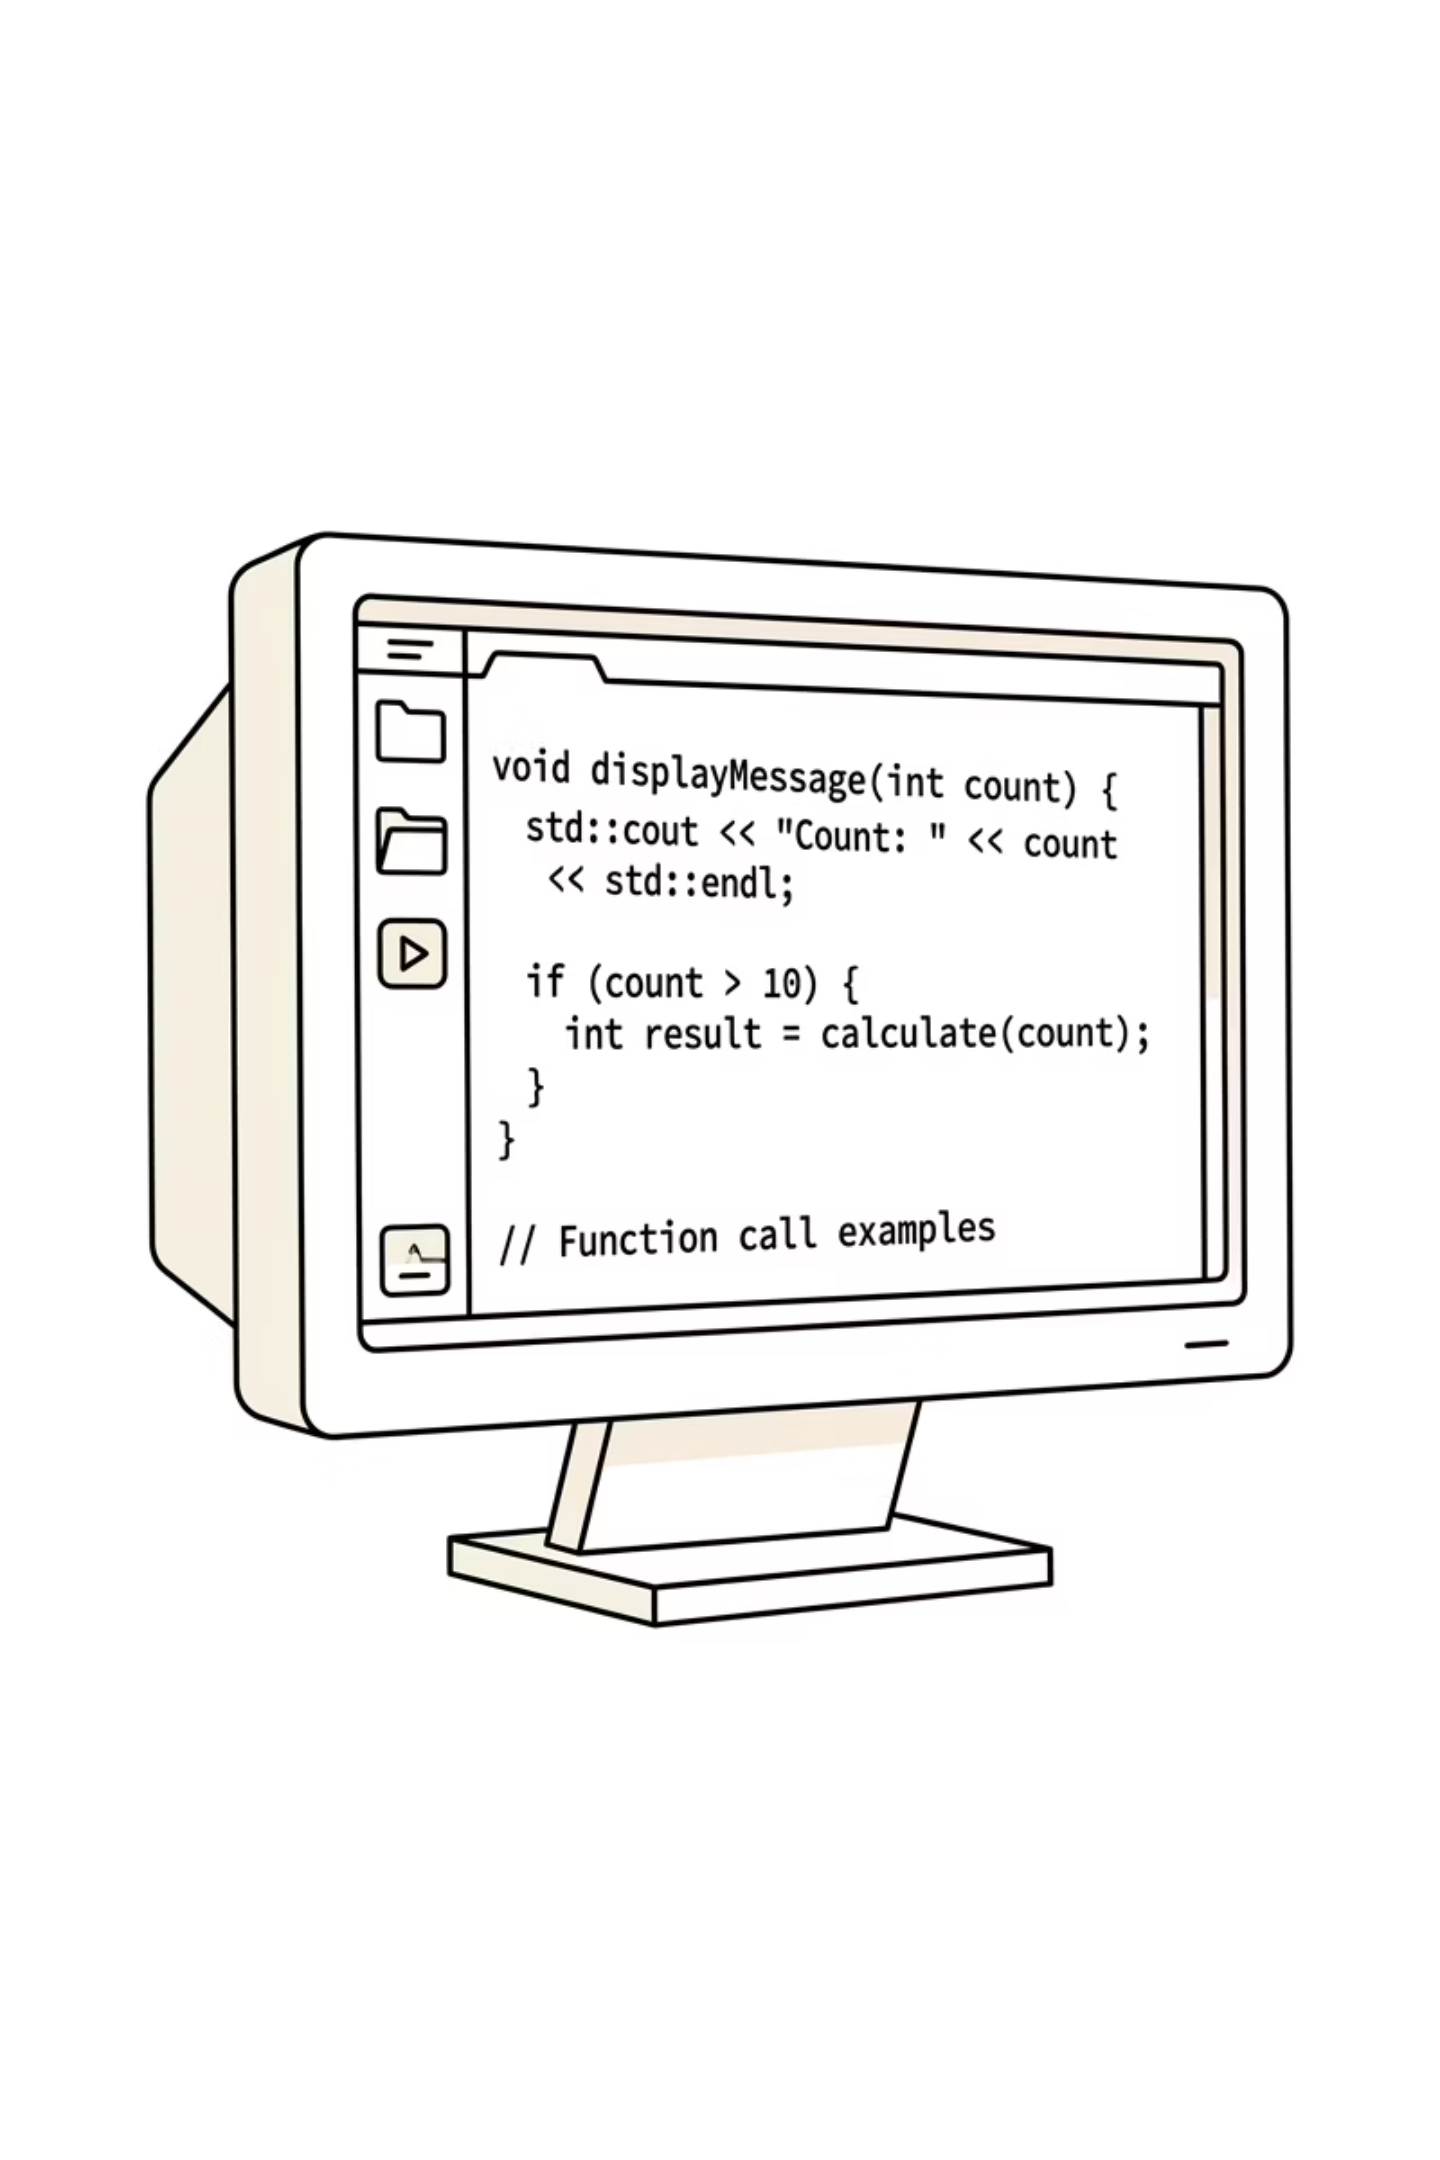 void displayMessage(int count) {
std::cout << "Count: " << count
<< std::endl;
if (count > 10) {
int result = calculate(count);
}
}
// Function call examples